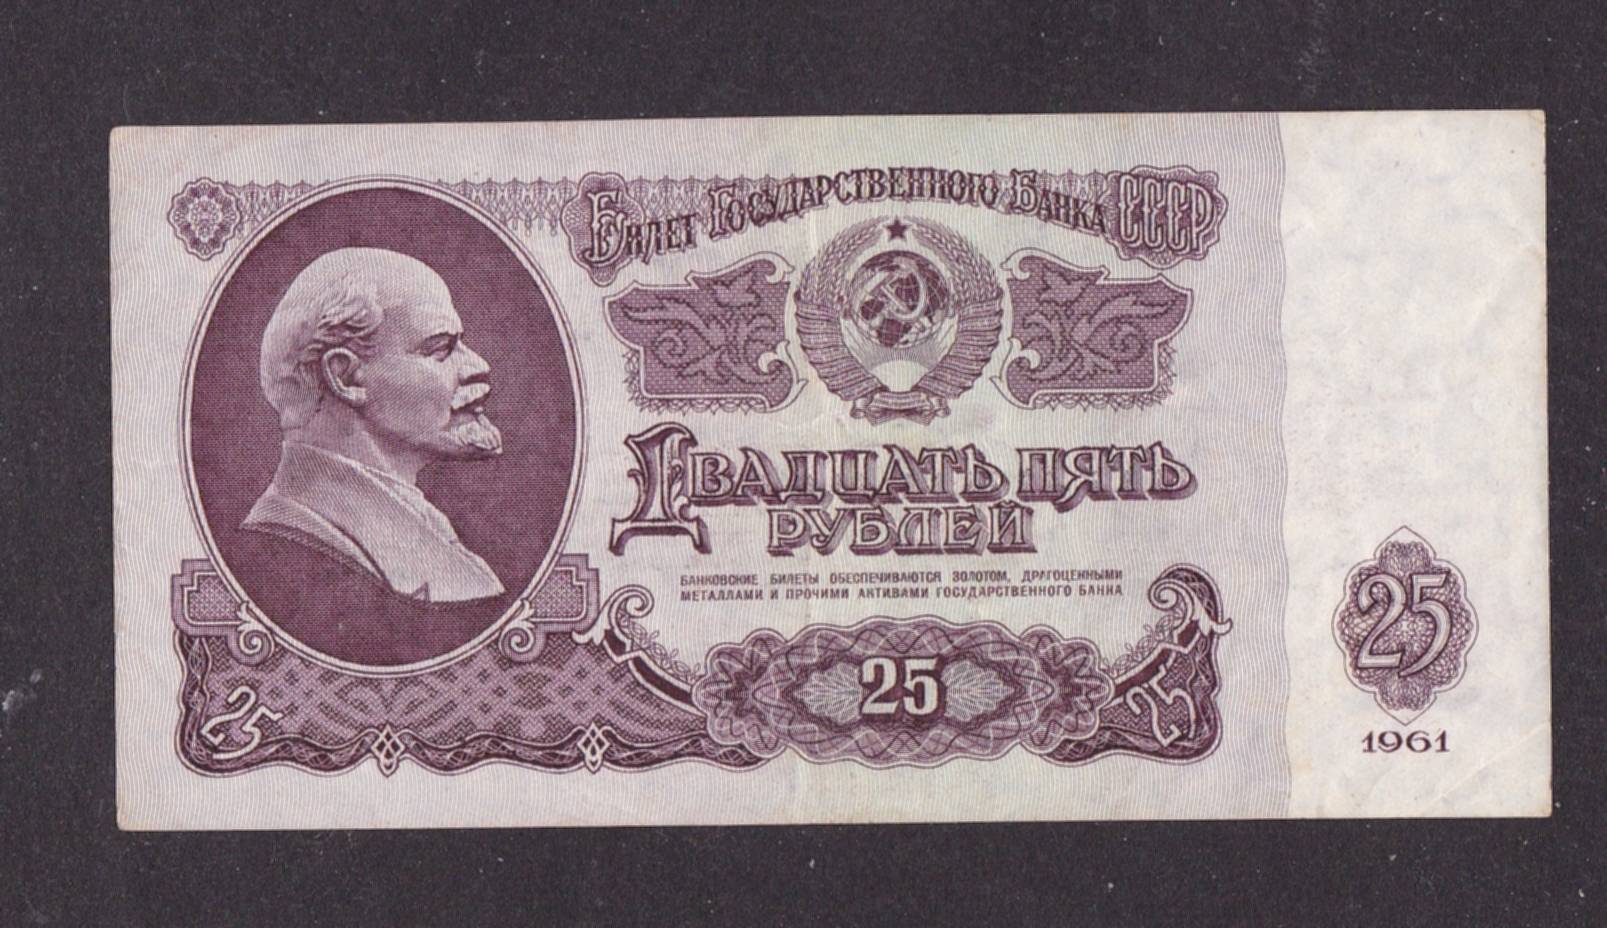 Билет Государственного Банка СССР
Двадцать пять
рублей
БАНКОВСКИЕ БИЛЕТЫ ОБЕСПЕЧИВАЮТСЯ ЗОЛОТОМ, ДРАГОЦЕННЫМИ
МЕТАЛЛАМИ И ПРОЧИМИ АКТИВАМИ ГОСУДАРСТВЕННОГО БАНКА
25
25
25
25
1961